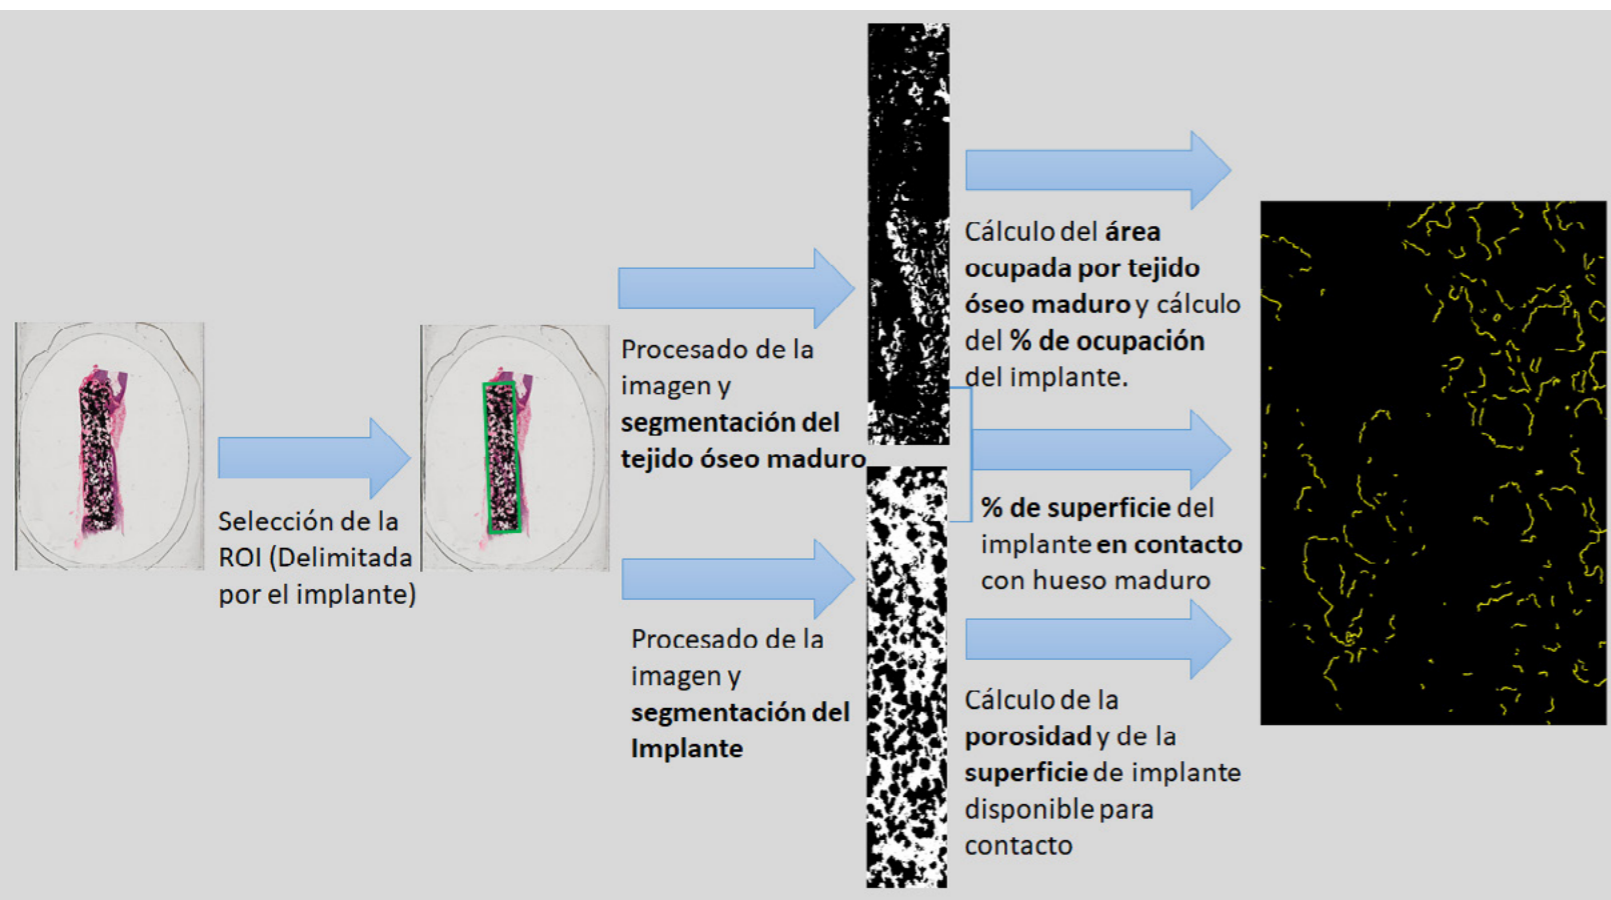 Selección de la
ROI (Delimitada
por el implante)
Procesado de la
imagen y
segmentación del
tejido óseo maduro
Procesado de la
imagen y
segmentación del
Implante
Cálculo del área
ocupada por tejido
óseo maduro y cálculo
del % de ocupación
del implante.
% de superficie del
implante en contacto
con hueso maduro
Cálculo de la
porosidad y de la
superficie de implante
disponible para
contacto